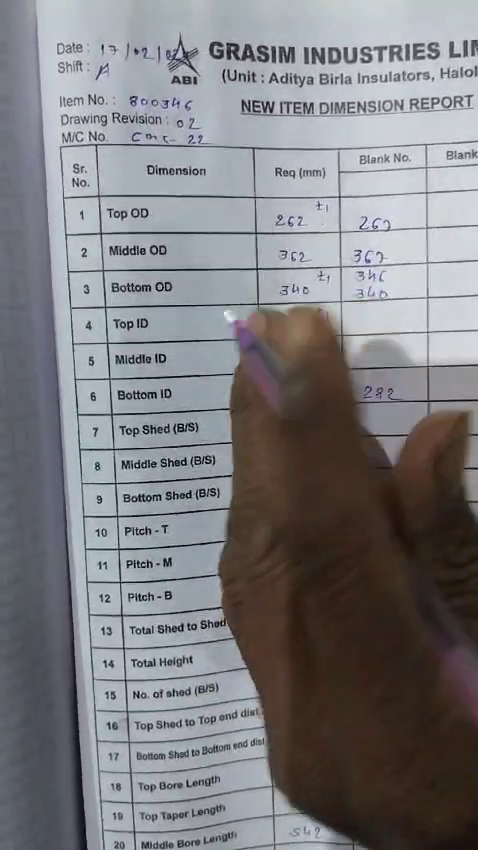 Date : 17/02/
Shift : A
ABI
GRASIM INDUSTRIES LI
(Unit : Aditya Birla Insulators, Halol
Item No. : 800346
NEW ITEM DIMENSION REPORT
Drawing Revision : 02
M/C No. CNC-22
Sr. No. Dimension Req (mm) Blank No. Blank
1 Top OD 262 ±1 262
2 Middle OD 362 362
3 Bottom OD 340 ±1 346 340
4 Top ID
5 Middle ID
6 Bottom ID 282
7 Top Shed (B/S)
8 Middle Shed (B/S)
9 Bottom Shed (B/S)
10 Pitch - T
11 Pitch - M
12 Pitch - B
13 Total Shed to Shed
14 Total Height
15 No. of shed (B/S)
16 Top Shed to Top end dist.
17 Bottom Shed to Bottom end dist
18 Top Bore Length
19 Top Taper Length
20 Middle Bore Length 542